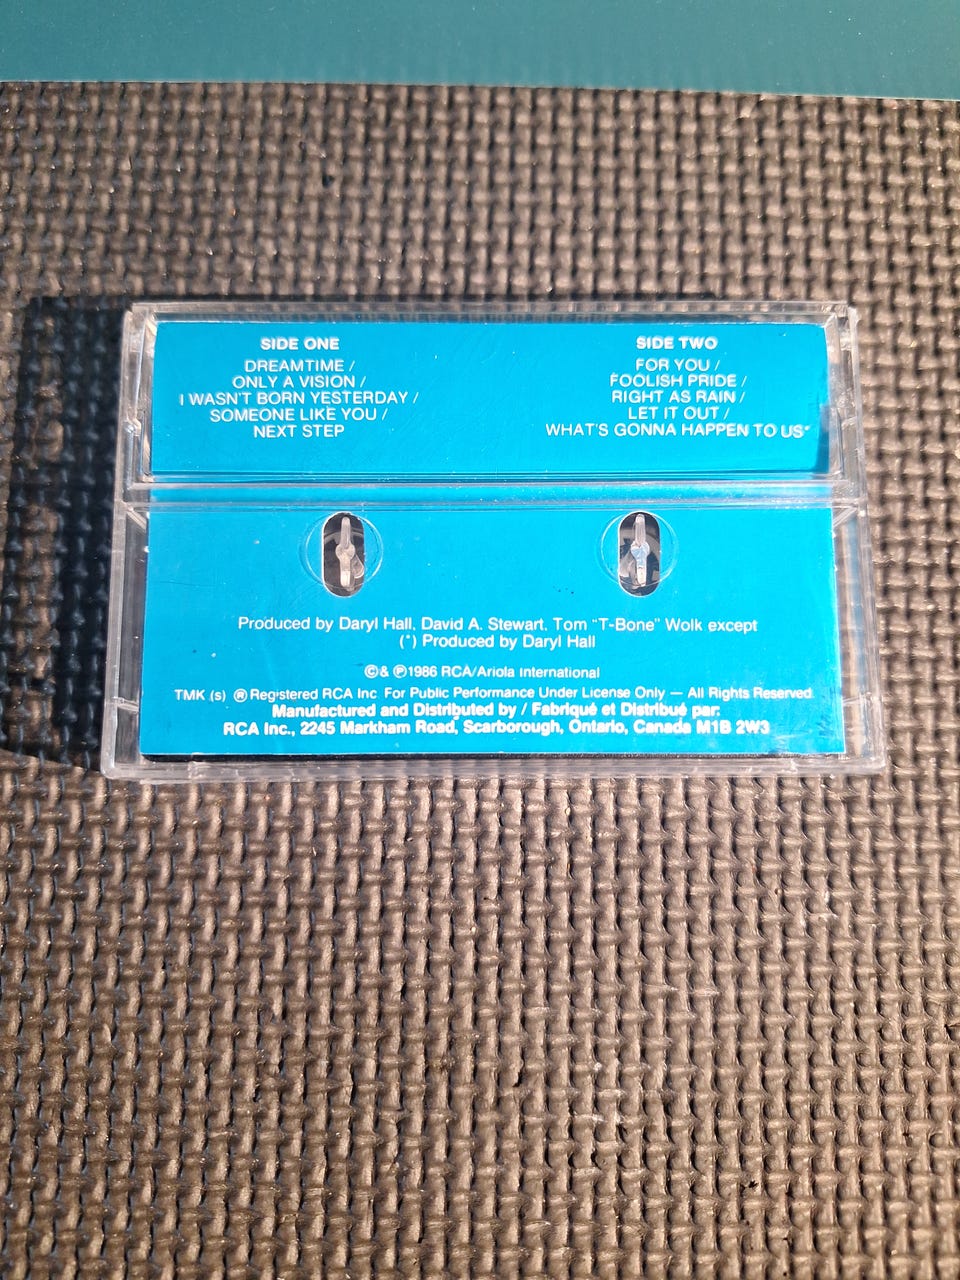 SIDE ONE
DREAMTIME /
ONLY A VISION /
I WASN'T BORN YESTERDAY /
SOMEONE LIKE YOU /
NEXT STEP
SIDE TWO
FOR YOU /
FOOLISH PRIDE /
RIGHT AS RAIN /
LET IT OUT /
WHAT'S GONNA HAPPEN TO US*
Produced by Daryl Hall, David A. Stewart, Tom "T-Bone" Wolk except
(*) Produced by Daryl Hall
©& ℗1986 RCA/Ariola International
TMK (s) ® Registered RCA Inc. For Public Performance Under License Only — All Rights Reserved.
Manufactured and Distributed by / Fabriqué et Distribué par:
RCA Inc., 2245 Markham Road, Scarborough, Ontario, Canada M1B 2W3